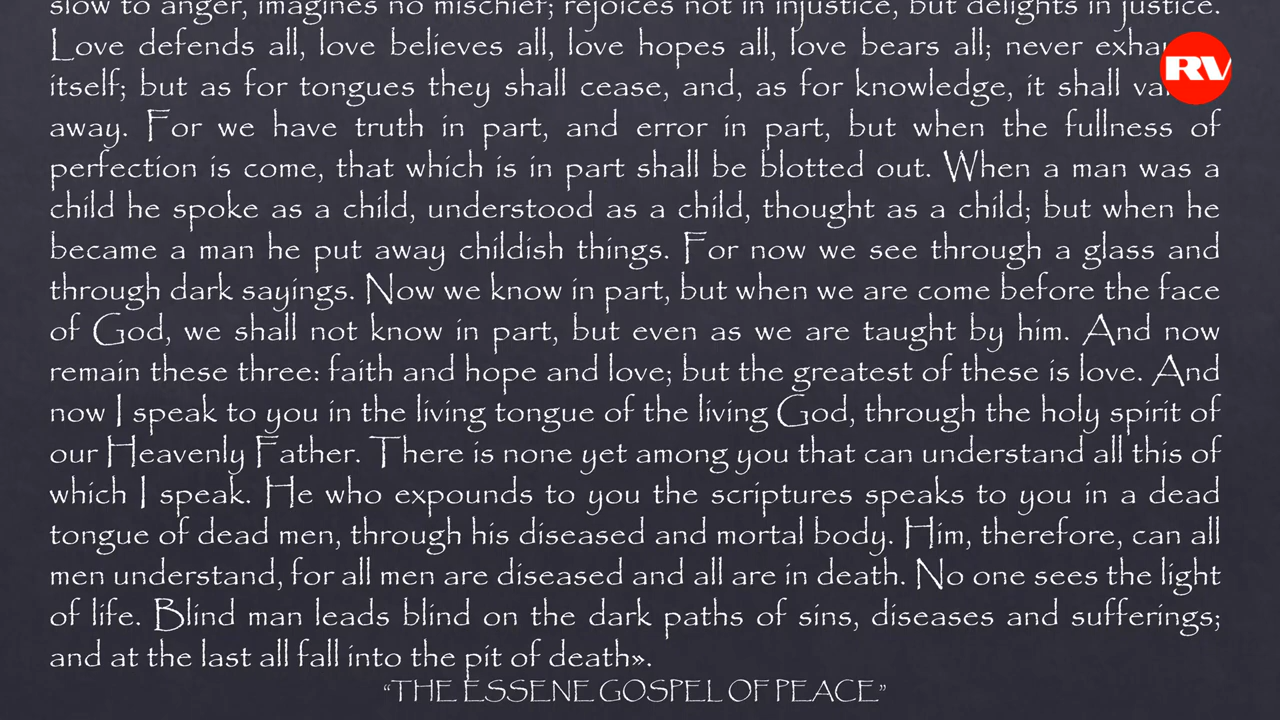 slow to anger, imagines no mischief; rejoices not in injustice, but delights in justice.
Love defends all, love believes all, love hopes all, love bears all; never
itself; but as for tongues they shall cease, and, as for knowledge, it shall
away. For we have truth in part, and error in part, but when the fullness of
perfection is come, that which is in part shall be blotted out. When a man was a
child he spoke as a child, understood as a child, thought as a child; but when he
became a man he put away childish things. For now we see through a glass and
through dark sayings. Now we know in part, but when we are come before the face
of God, we shall not know in part, but even as we are taught by him. And now
remain these three: faith and hope and love; but the greatest of these is love. And
now I speak to you in the living tongue of the living God, through the holy spirit of
our Heavenly Father. There is none yet among you that can understand all this of
which I speak. He who expounds to you the scriptures speaks to you in a dead
tongue of dead men, through his diseased and mortal body. Him, therefore, can all
men understand, for all men are diseased and all are in death. No one sees the light
of life. Blind man leads blind on the dark paths of sins, diseases and sufferings;
and at the last all fall into the pit of death».
“THE ESSENE GOSPEL OF PEACE”
RV